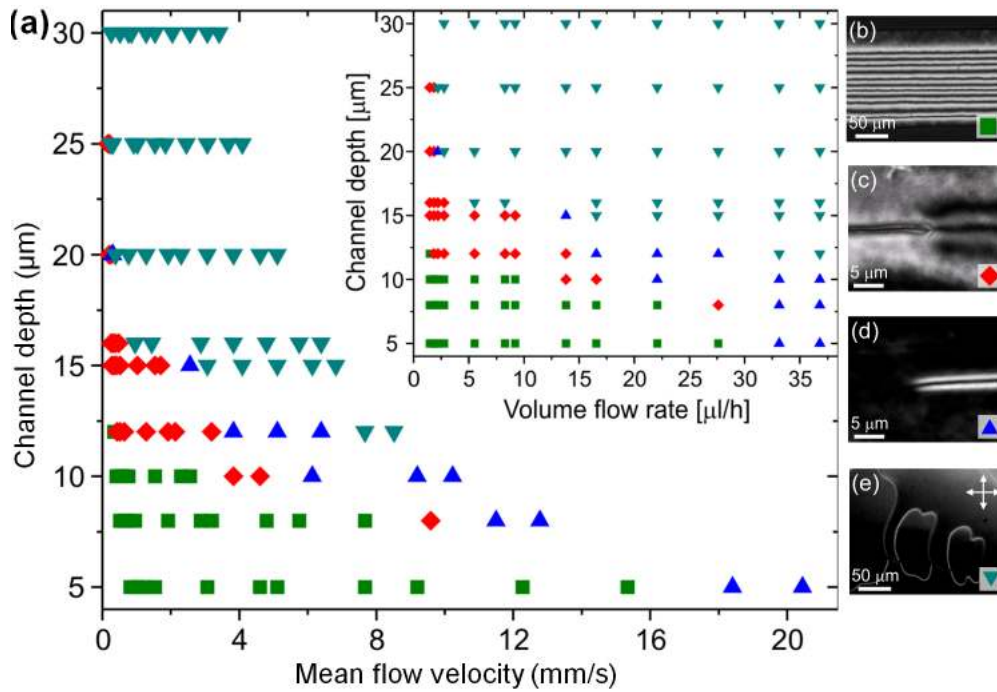 (a)
Channel depth (μm)
30
25
20
15
10
5
0 4 8 12 16 20
Mean flow velocity (mm/s)
Channel depth [μm]
30
25
20
15
10
5
0 5 10 15 20 25 30 35
Volume flow rate [μl/h]
(b)
50 μm
(c)
5 μm
(d)
5 μm
(e)
50 μm